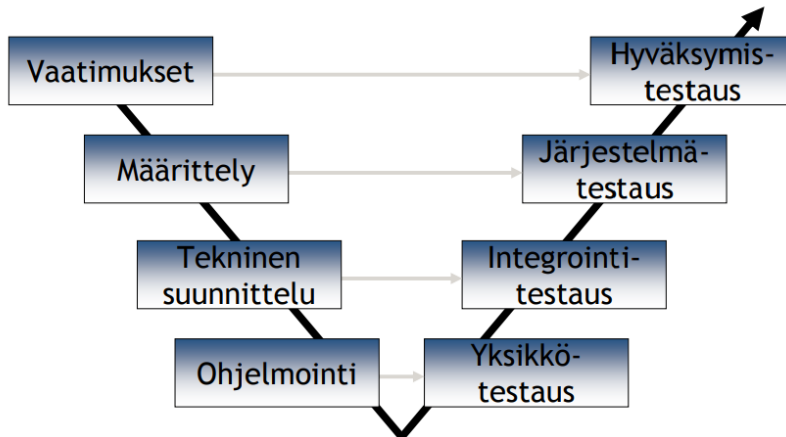 Vaatimukset
Hyväksymis-
testaus
Määrittely
Järjestelmä-
testaus
Tekninen
suunnittelu
Integrointi-
testaus
Ohjelmointi
Yksikkö-
testaus